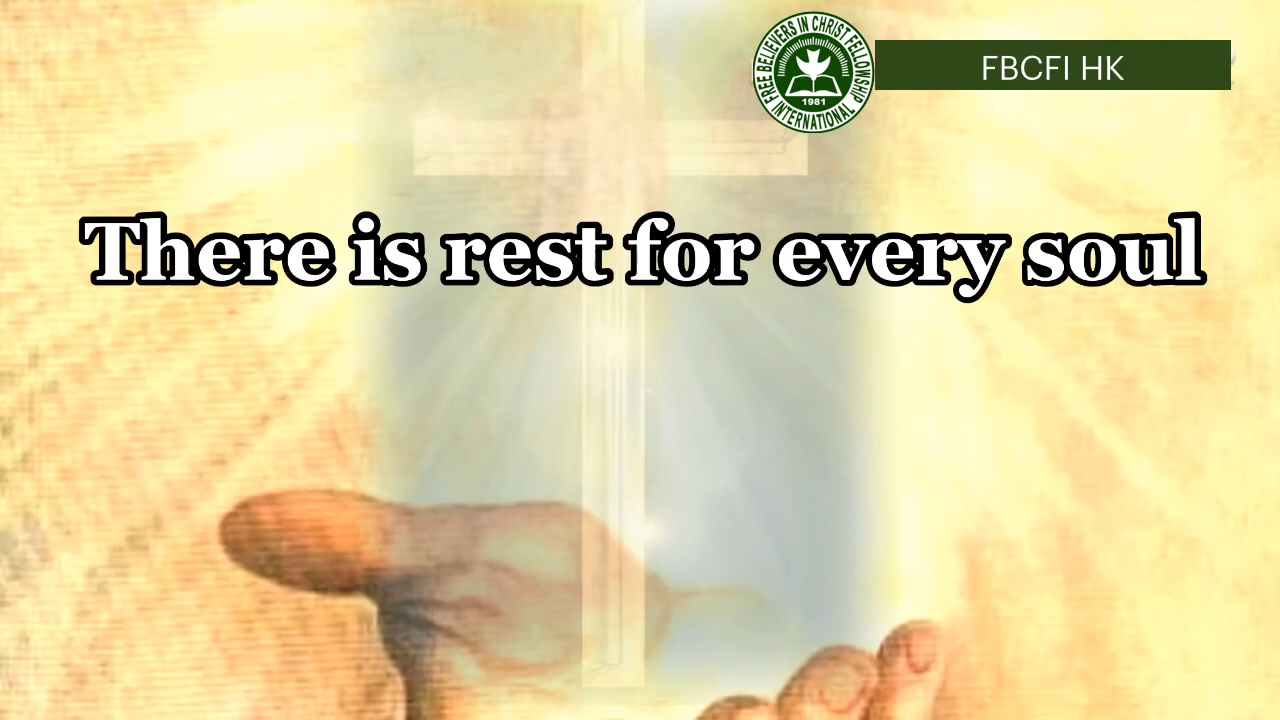 FREE BELIEVERS IN CHRIST FELLOWSHIP
INTERNATIONAL
1981
FBCFI HK
There is rest for every soul